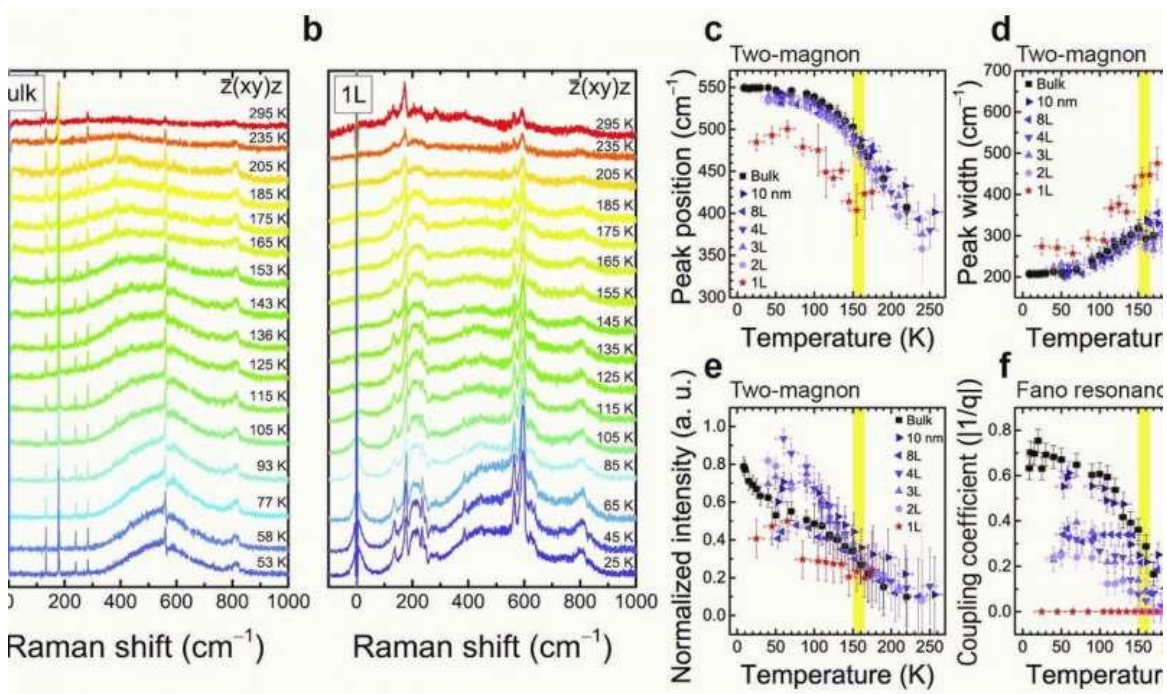 ulk
z̄(xy)z
295 K
235 K
205 K
185 K
175 K
165 K
153 K
143 K
136 K
125 K
115 K
105 K
93 K
77 K
58 K
53 K
0 200 400 600 800 1000
Raman shift (cm⁻¹)
b
1L
z̄(xy)z
295 K
235 K
205 K
185 K
175 K
165 K
155 K
145 K
135 K
125 K
115 K
105 K
85 K
65 K
45 K
25 K
0 200 400 600 800 1000
Raman shift (cm⁻¹)
c
Two-magnon
Peak position (cm⁻¹)
550
500
450
400
350
300
Bulk
10 nm
8L
4L
3L
2L
1L
0 50 100 150 200 250
Temperature (K)
d
Two-magnon
Peak width (cm⁻¹)
700
600
500
400
300
200
Bulk
10 nm
8L
4L
3L
2L
1L
0 50 100 150
Temperatur
e
Two-magnon
Normalized intensity (a. u.)
1.0
0.8
0.6
0.4
0.2
0.0
Bulk
10 nm
8L
4L
3L
2L
1L
0 50 100 150 200 250
Temperature (K)
f
Fano resonanc
Coupling coefficient (|1/q|)
0.8
0.6
0.4
0.2
0.0
0 50 100 150
Temperatur